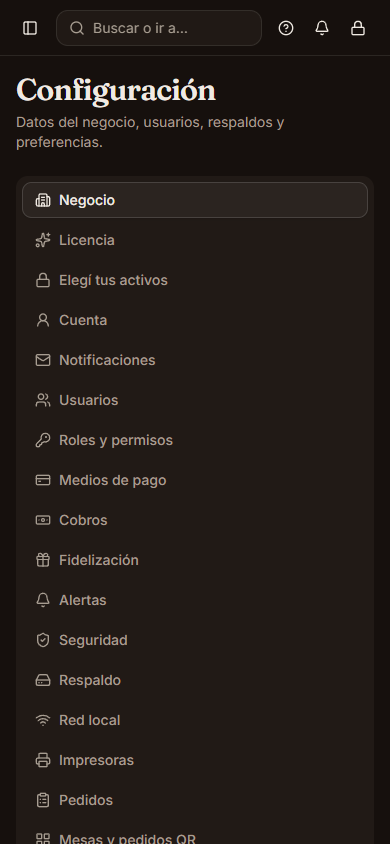 Buscar o ir a...
Configuración
Datos del negocio, usuarios, respaldos y
preferencias.
Negocio
Licencia
Elegí tus activos
Cuenta
Notificaciones
Usuarios
Roles y permisos
Medios de pago
Cobros
Fidelización
Alertas
Seguridad
Respaldo
Red local
Impresoras
Pedidos
Mesas y pedidos QR